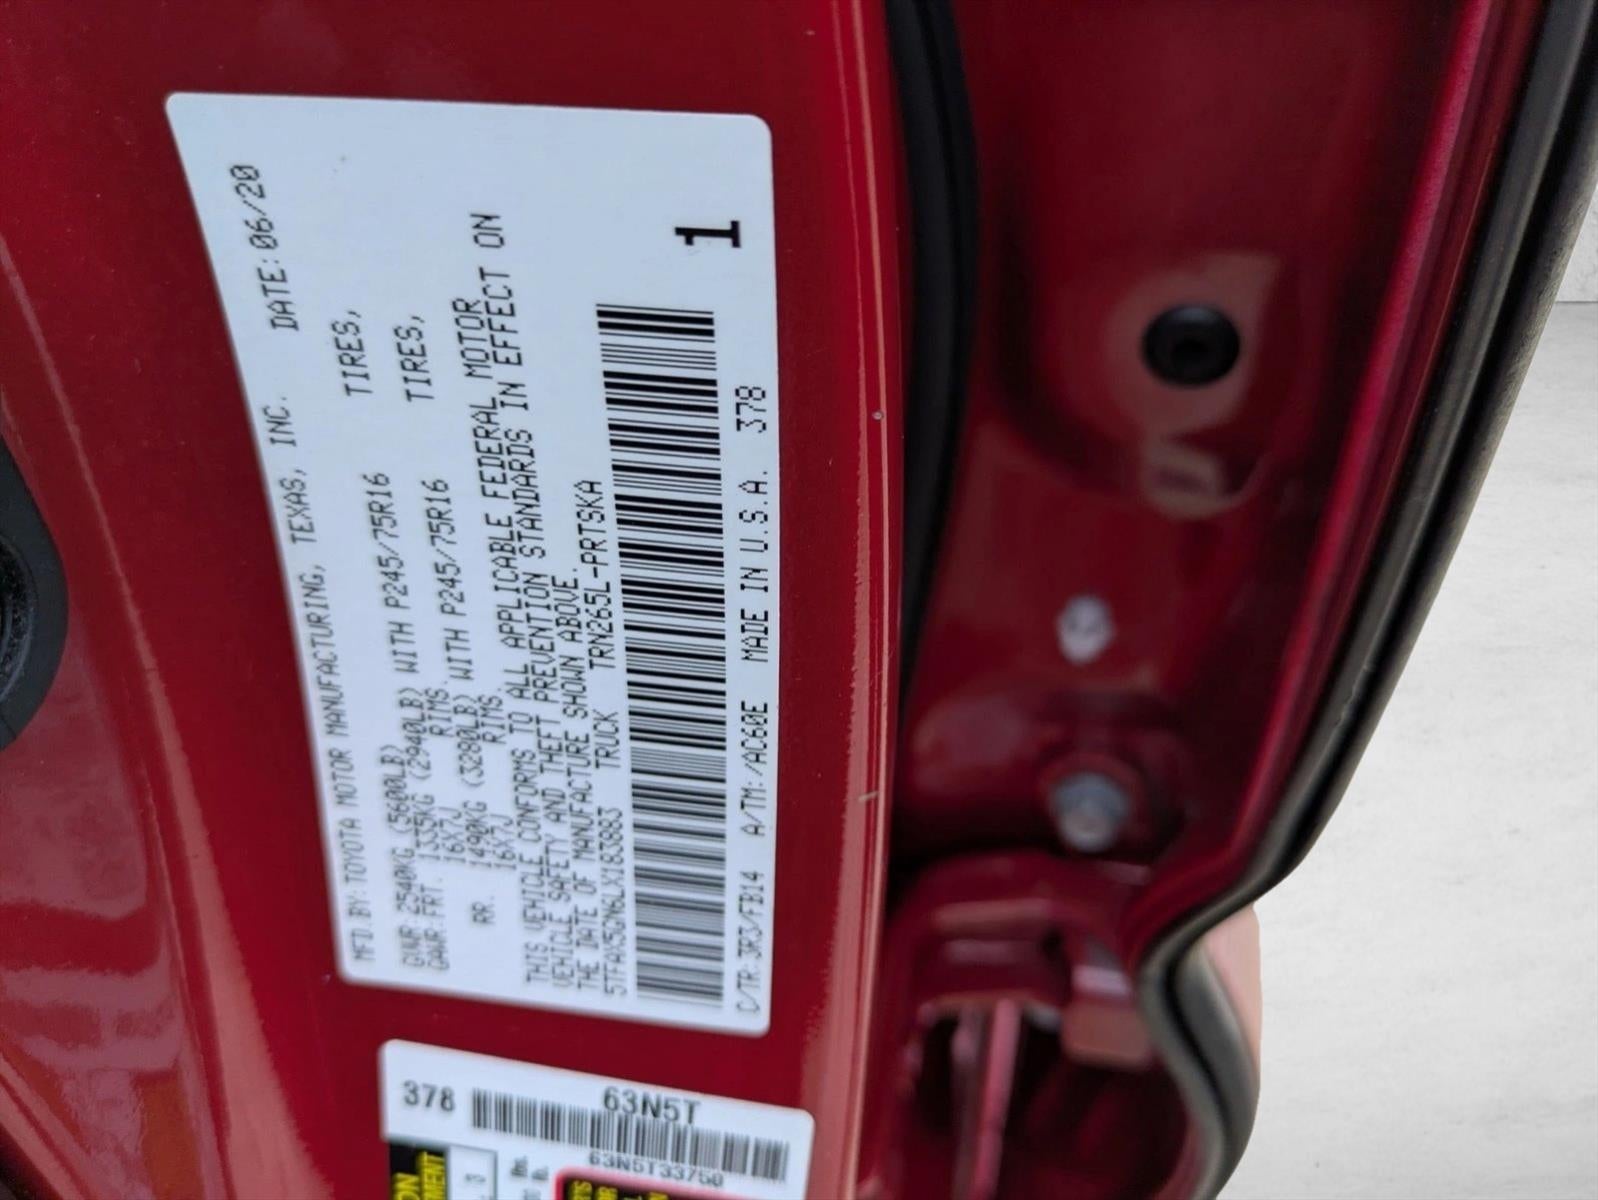 MFD.BY:TOYOTA MOTOR MANUFACTURING, TEXAS, INC. DATE:06/20
GVWR:2540KG (5600LB)
GAWR:FRT. 1335KG (2940LB) WITH P245/75R16 TIRES,
16X7J RIMS.
RR. 1490KG (3280LB) WITH P245/75R16 TIRES,
16X7J RIMS.
THIS VEHICLE CONFORMS TO ALL APPLICABLE FEDERAL MOTOR
VEHICLE SAFETY AND THEFT PREVENTION STANDARDS IN EFFECT ON
THE DATE OF MANUFACTURE SHOWN ABOVE.
5TFAX5GN6LX183883 TRUCK TRN265L-PRTSKA
1
C/TR:3R3/FB14 A/TM:/AC60E MADE IN U.S.A. 378
378 63N5T
63N5T33750